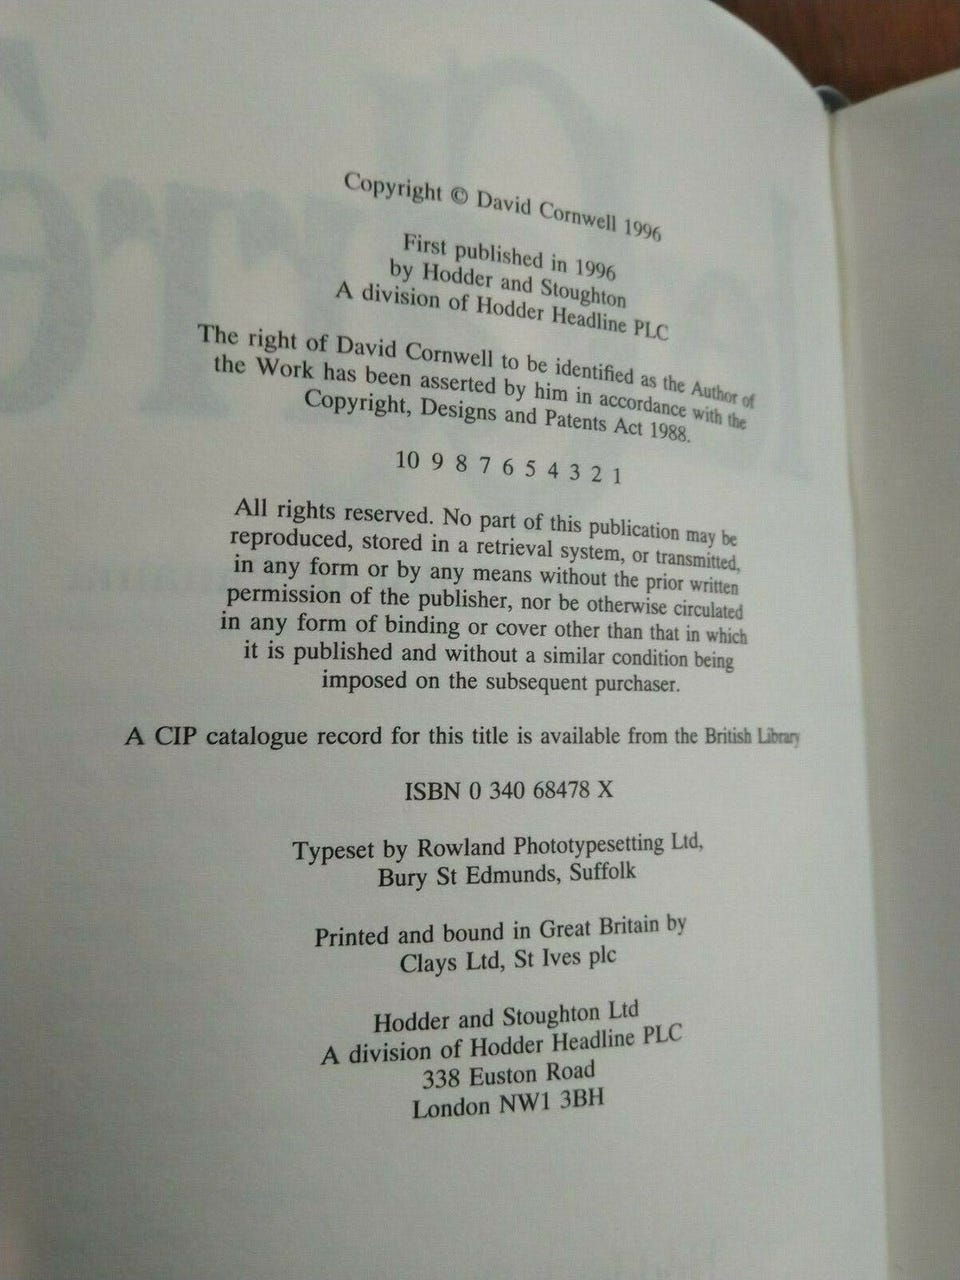 Copyright © David Cornwell 1996
First published in 1996
by Hodder and Stoughton
A division of Hodder Headline PLC
The right of David Cornwell to be identified as the Author of
the Work has been asserted by him in accordance with the
Copyright, Designs and Patents Act 1988.
10 9 8 7 6 5 4 3 2 1
All rights reserved. No part of this publication may be
reproduced, stored in a retrieval system, or transmitted,
in any form or by any means without the prior written
permission of the publisher, nor be otherwise circulated
in any form of binding or cover other than that in which
it is published and without a similar condition being
imposed on the subsequent purchaser.
A CIP catalogue record for this title is available from the British Library
ISBN 0 340 68478 X
Typeset by Rowland Phototypesetting Ltd,
Bury St Edmunds, Suffolk
Printed and bound in Great Britain by
Clays Ltd, St Ives plc
Hodder and Stoughton Ltd
A division of Hodder Headline PLC
338 Euston Road
London NW1 3BH